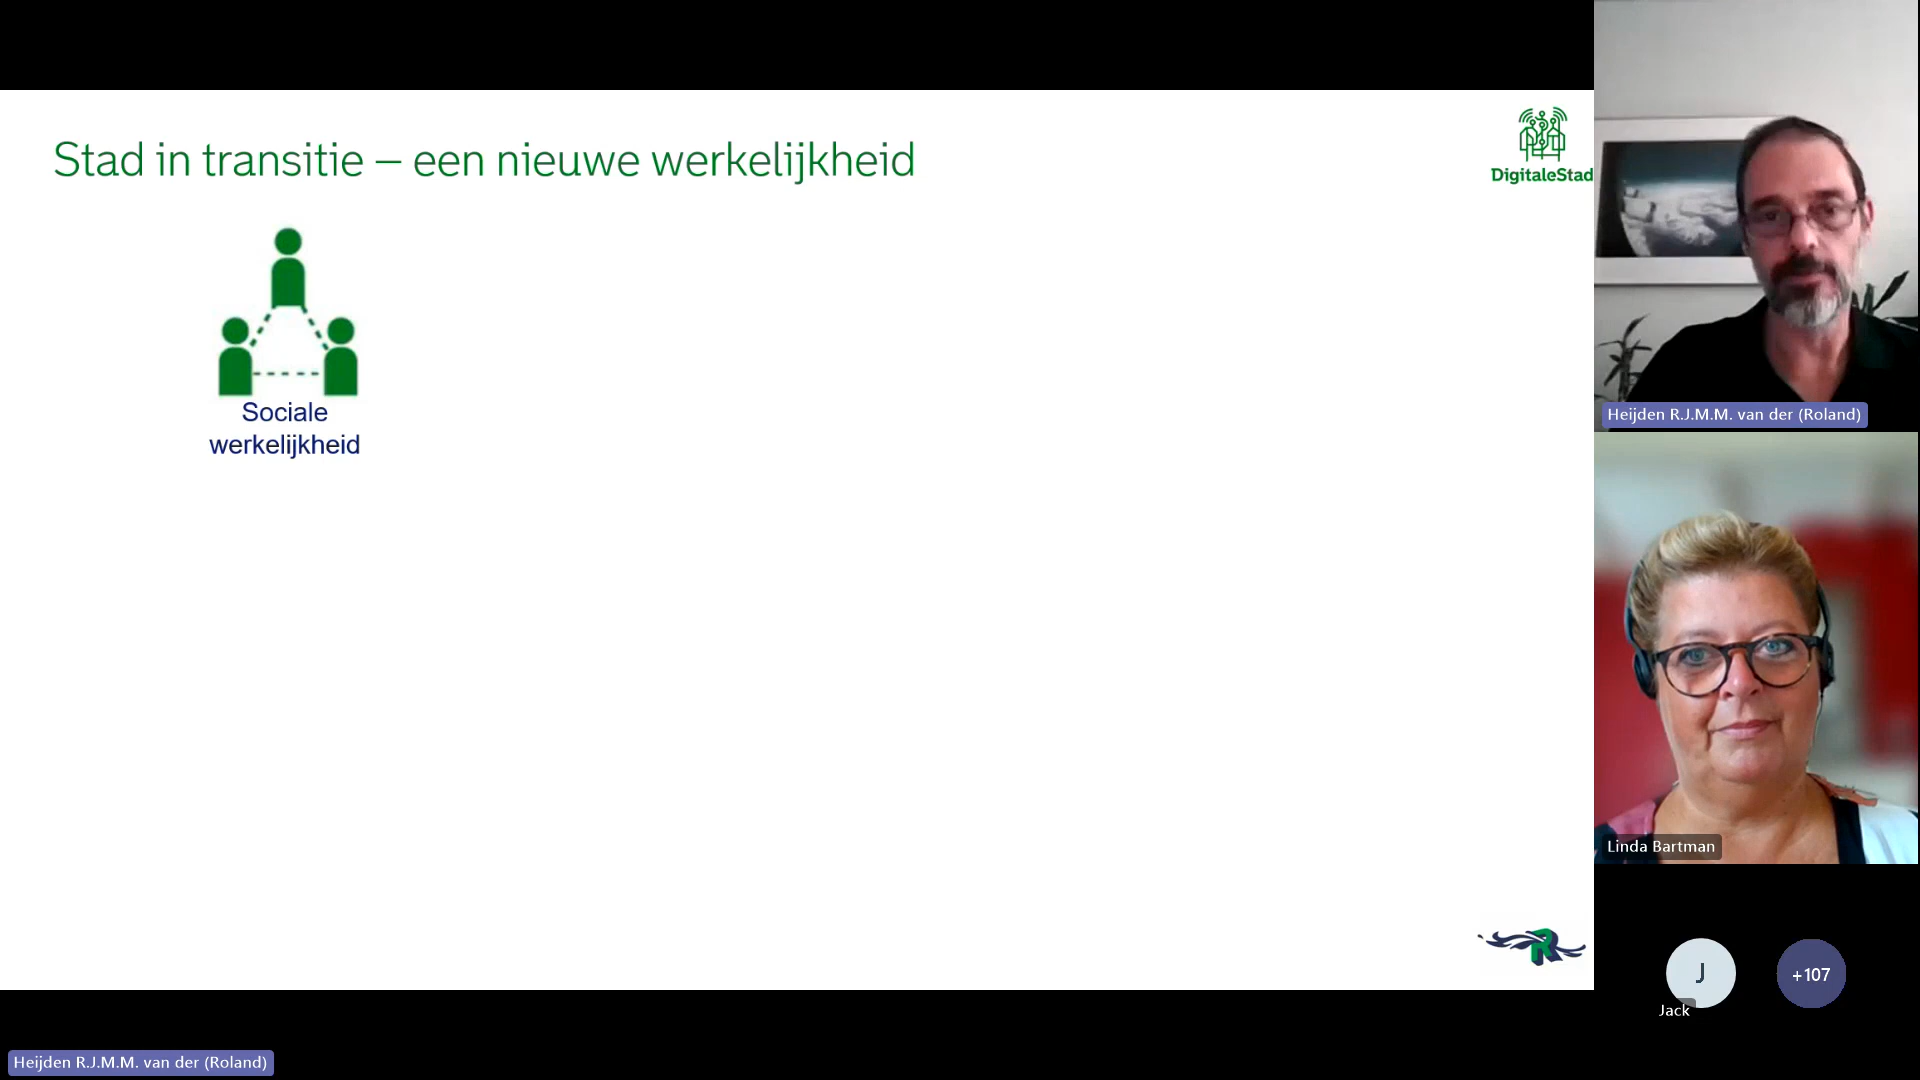 Stad in transitie – een nieuwe werkelijkheid
DigitaleStad
Sociale
werkelijkheid
R
Heijden R.J.M.M. van der (Roland)
Linda Bartman
J
Jack
+107
Heijden R.J.M.M. van der (Roland)